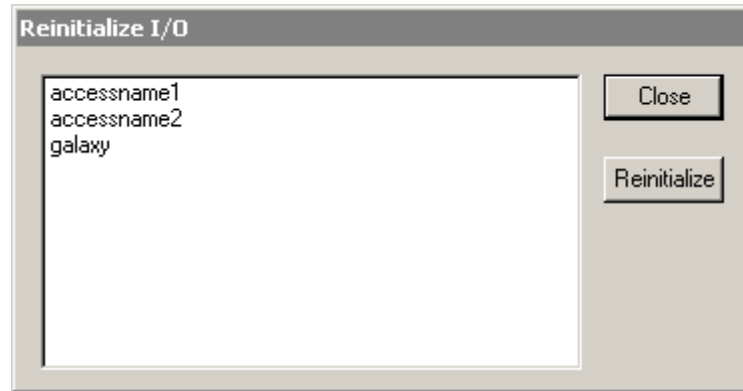 Reinitialize I/O
accessname1
accessname2
galaxy
Close
Reinitialize